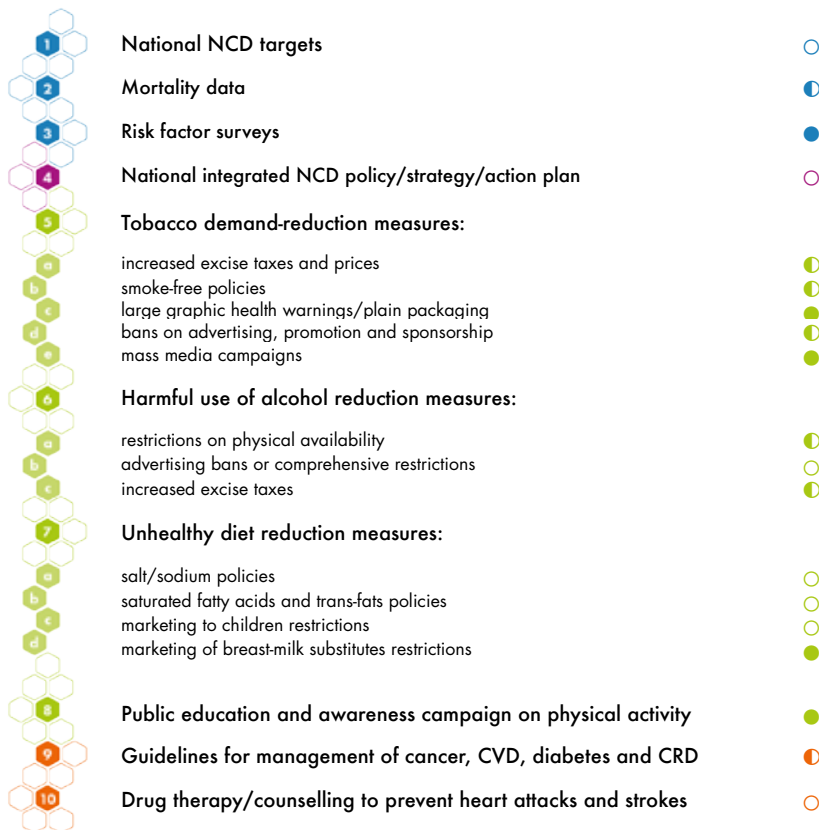 1 National NCD targets
2 Mortality data
3 Risk factor surveys
4 National integrated NCD policy/strategy/action plan
5 Tobacco demand-reduction measures:
a increased excise taxes and prices
b smoke-free policies
c large graphic health warnings/plain packaging
d bans on advertising, promotion and sponsorship
e mass media campaigns
6 Harmful use of alcohol reduction measures:
a restrictions on physical availability
b advertising bans or comprehensive restrictions
c increased excise taxes
7 Unhealthy diet reduction measures:
a salt/sodium policies
b saturated fatty acids and trans-fats policies
c marketing to children restrictions
d marketing of breast-milk substitutes restrictions
8 Public education and awareness campaign on physical activity
9 Guidelines for management of cancer, CVD, diabetes and CRD
10 Drug therapy/counselling to prevent heart attacks and strokes